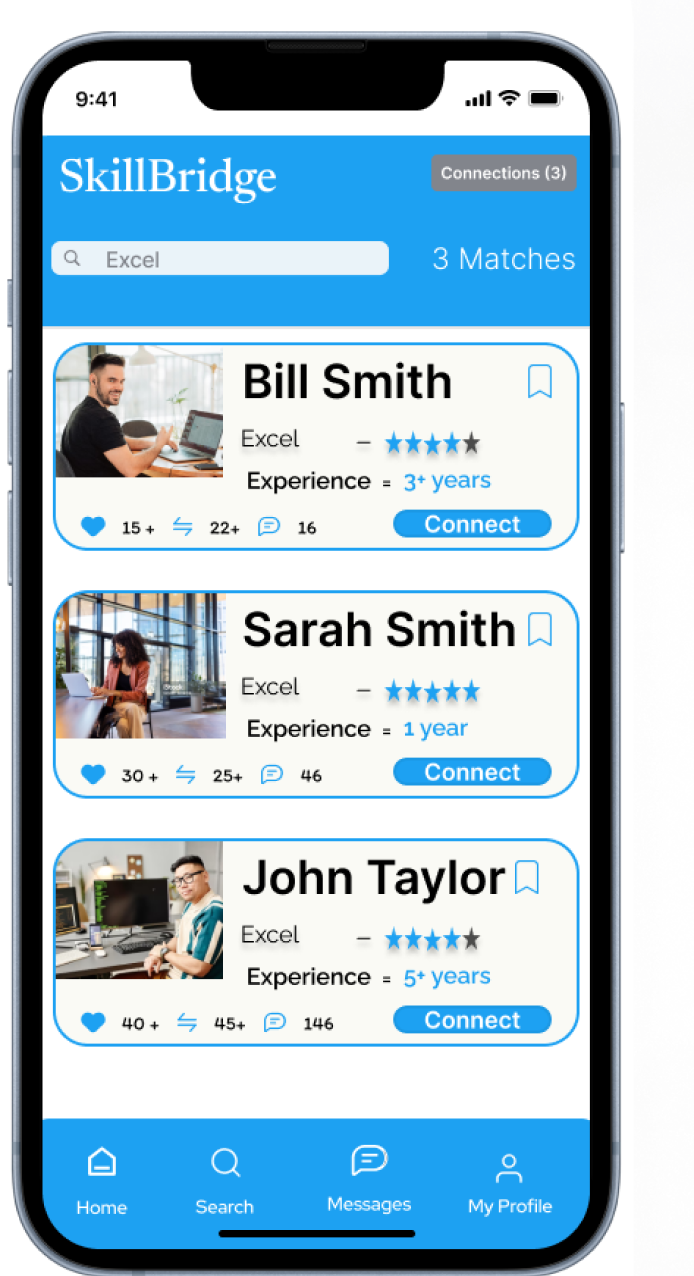 9:41
SkillBridge
Connections (3)
Excel
3 Matches
Bill Smith
Excel –
Experience = 3+ years
15 + 22+ 16
Connect
Sarah Smith
Excel –
Experience = 1 year
30 + 25+ 46
Connect
John Taylor
Excel –
Experience = 5+ years
40 + 45+ 146
Connect
Home Search Messages My Profile